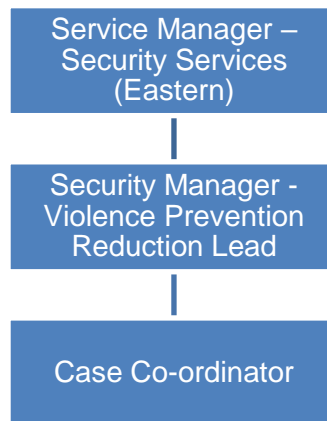 Service Manager –
Security Services
(Eastern)
Security Manager -
Violence Prevention
Reduction Lead
Case Co-ordinator